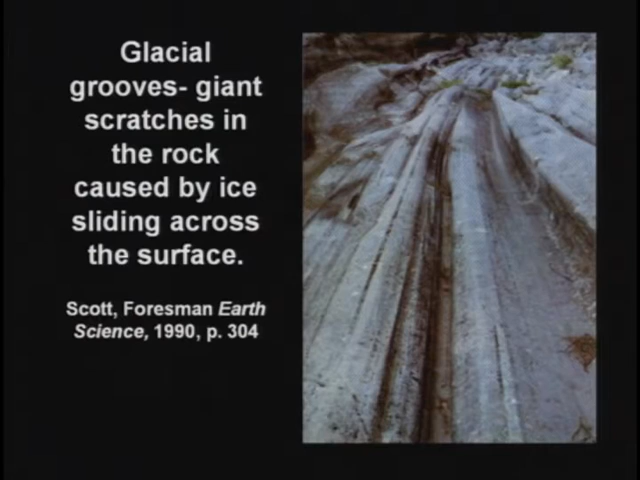 Glacial
grooves- giant
scratches in
the rock
caused by ice
sliding across
the surface.
Scott, Foresman Earth
Science, 1990, p. 304